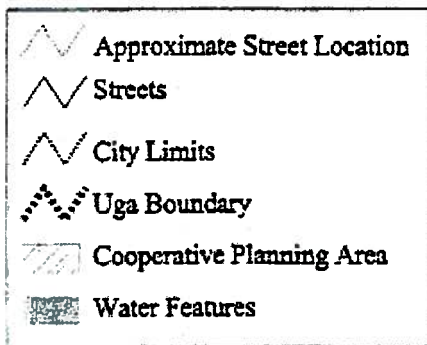 Approximate Street Location
Streets
City Limits
Uga Boundary
Cooperative Planning Area
Water Features